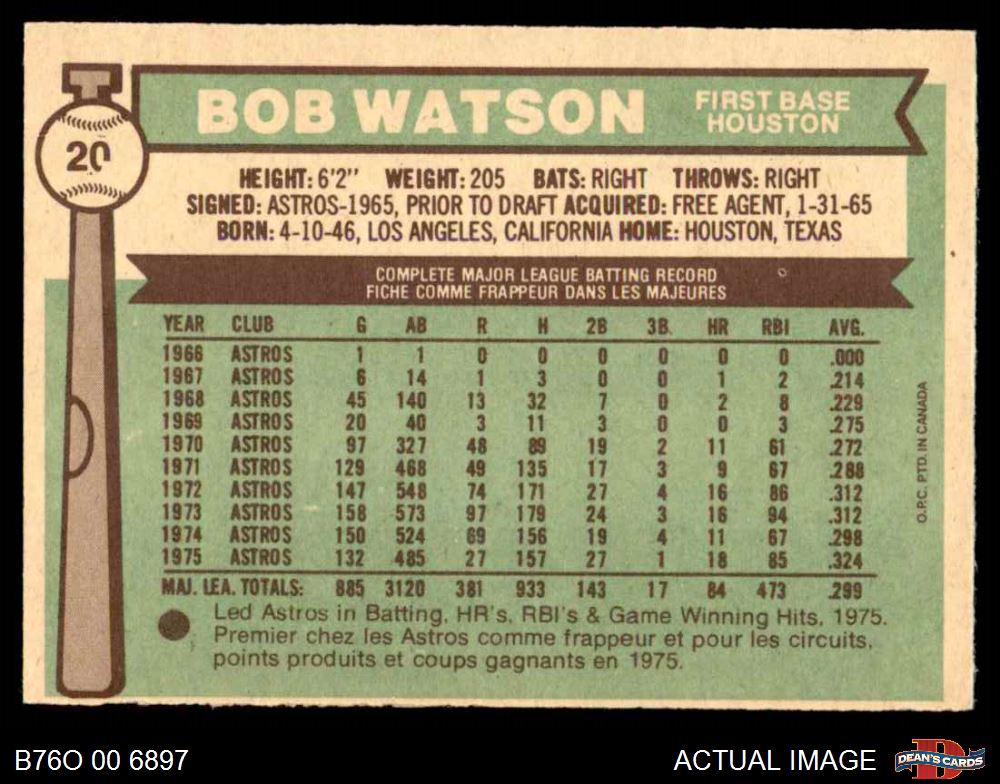 BOB WATSON
FIRST BASE
HOUSTON
20
HEIGHT: 6'2" WEIGHT: 205 BATS: RIGHT THROWS: RIGHT
SIGNED: ASTROS-1965, PRIOR TO DRAFT ACQUIRED: FREE AGENT, 1-31-65
BORN: 4-10-46, LOS ANGELES, CALIFORNIA HOME: HOUSTON, TEXAS
COMPLETE MAJOR LEAGUE BATTING RECORD
FICHE COMME FRAPPEUR DANS LES MAJEURES
YEAR CLUB G AB R H 2B 3B. HR RBI AVG.
1966 ASTROS 1 1 0 0 0 0 0 0 .000
1967 ASTROS 6 14 1 3 0 0 1 2 .214
1968 ASTROS 45 140 13 32 7 0 2 8 .229
1969 ASTROS 20 40 3 11 3 0 0 3 .275
1970 ASTROS 97 327 48 89 19 2 11 61 .272
1971 ASTROS 129 468 49 135 17 3 9 67 .288
1972 ASTROS 147 548 74 171 27 4 16 86 .312
1973 ASTROS 158 573 97 179 24 3 16 94 .312
1974 ASTROS 150 524 69 156 19 4 11 67 .298
1975 ASTROS 132 485 27 157 27 1 18 85 .324
MAJ. LEA. TOTALS: 885 3120 381 933 143 17 84 473 .299
Led Astros in Batting, HR's, RBI's & Game Winning Hits, 1975.
Premier chez les Astros comme frappeur et pour les circuits,
points produits et coups gagnants en 1975.
O.P.C. PTD. IN CANADA
B76O 00 6897
ACTUAL IMAGE
DEAN'S CARDS